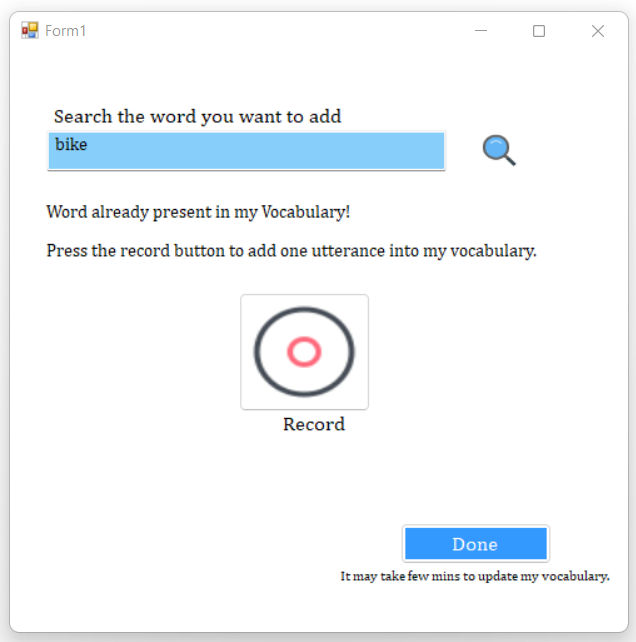 Form1
Search the word you want to add
bike
Word already present in my Vocabulary!
Press the record button to add one utterance into my vocabulary.
Record
Done
It may take few mins to update my vocabulary.